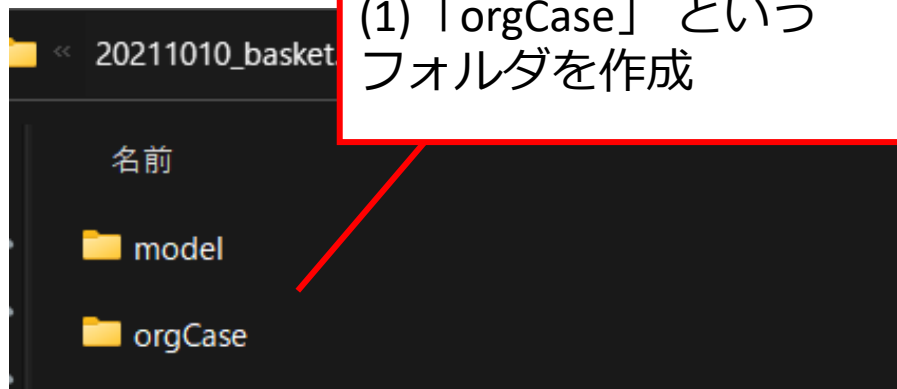 (1)「orgCase」 という
フォルダを作成
20211010_basket
名前
model
orgCase